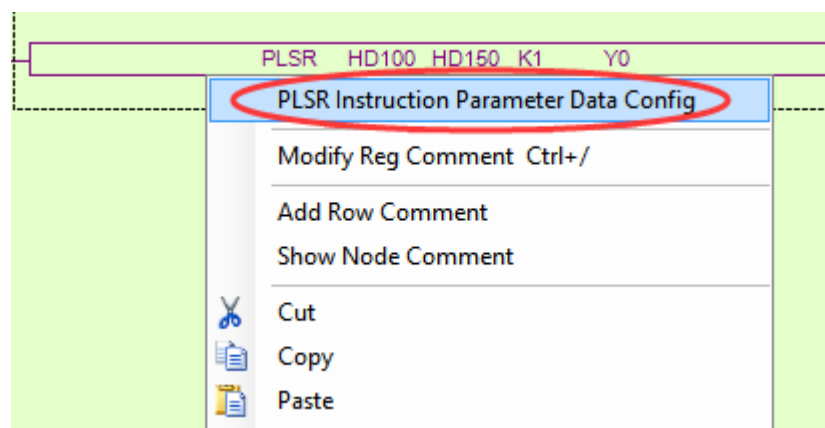 PLSR HD100 HD150 K1 Y0
PLSR Instruction Parameter Data Config
Modify Reg Comment Ctrl+/
Add Row Comment
Show Node Comment
Cut
Copy
Paste